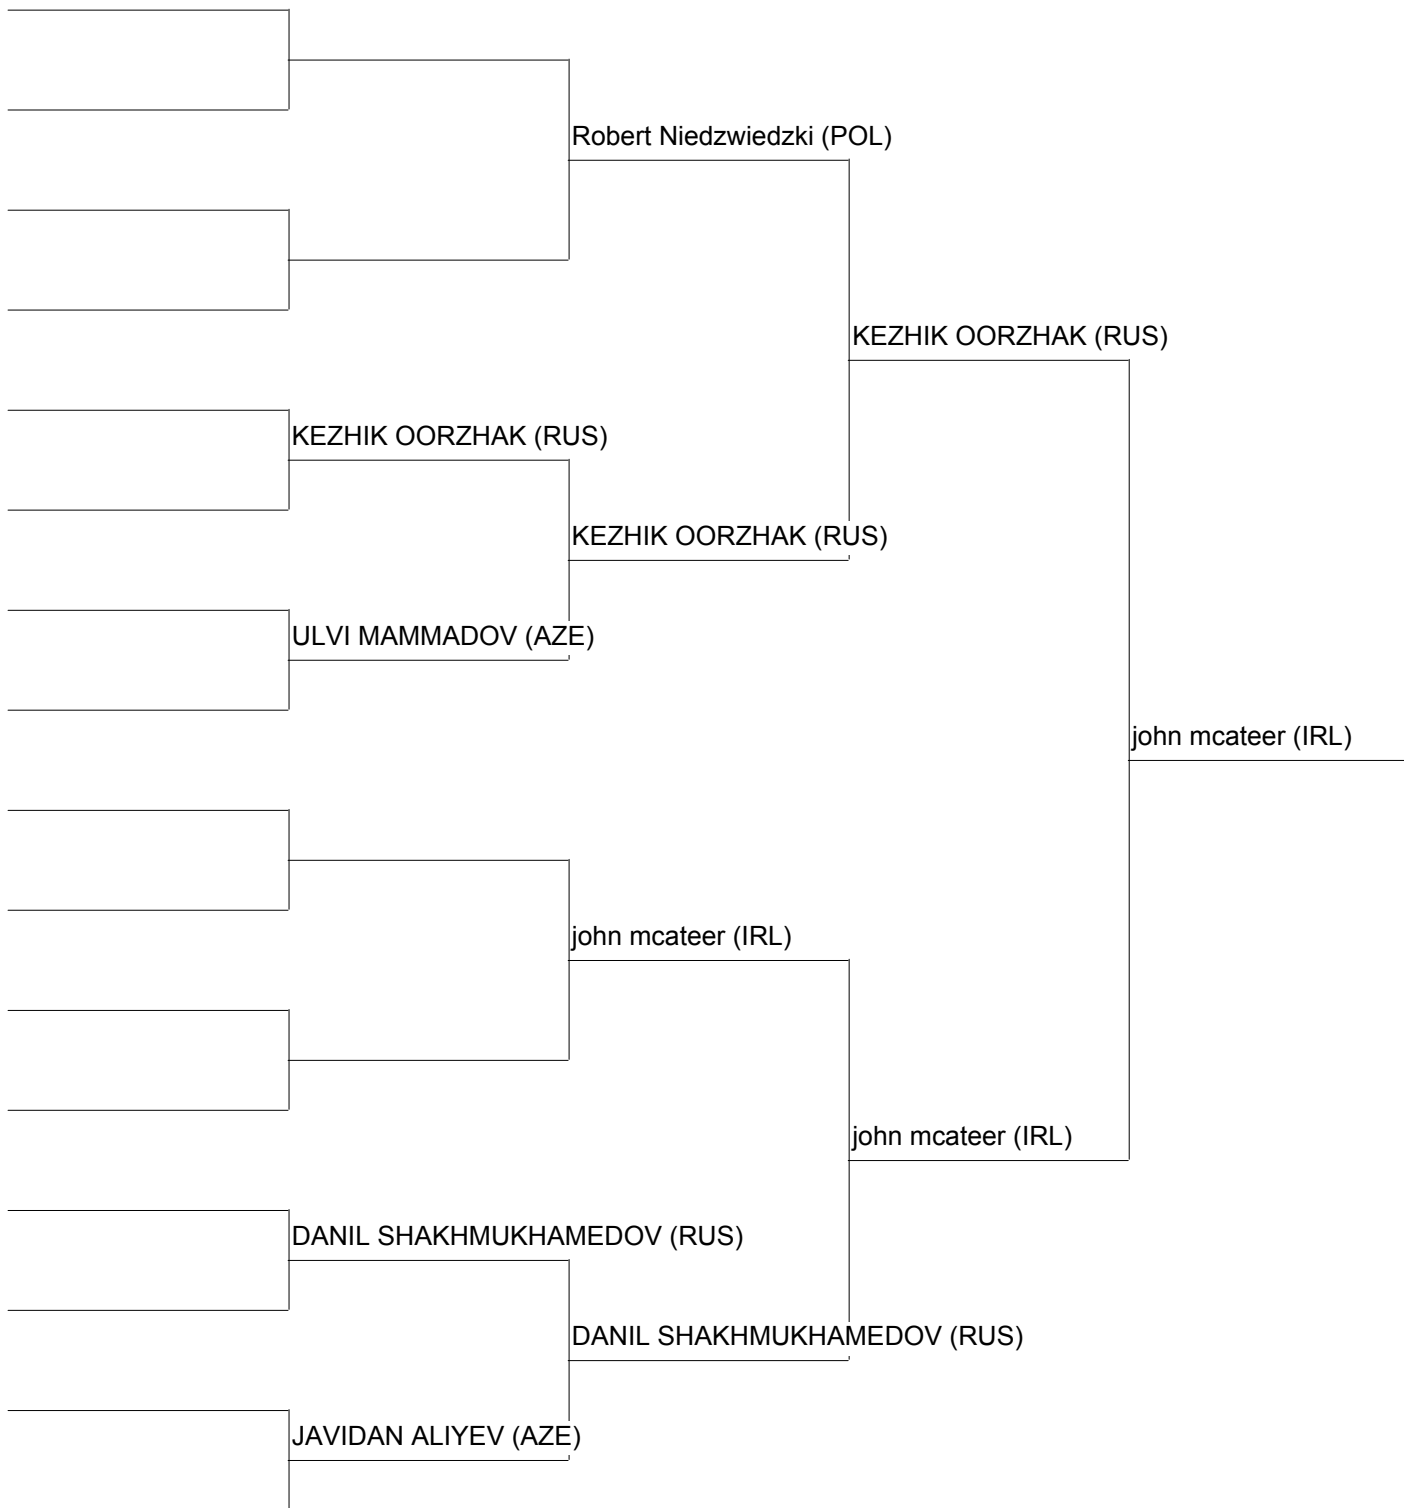 Robert Niedzwiedzki (POL)
KEZHIK OORZHAK (RUS)
KEZHIK OORZHAK (RUS)
KEZHIK OORZHAK (RUS)
ULVI MAMMADOV (AZE)
john mcateer (IRL)
john mcateer (IRL)
john mcateer (IRL)
DANIL SHAKHMUKHAMEDOV (RUS)
DANIL SHAKHMUKHAMEDOV (RUS)
JAVIDAN ALIYEV (AZE)